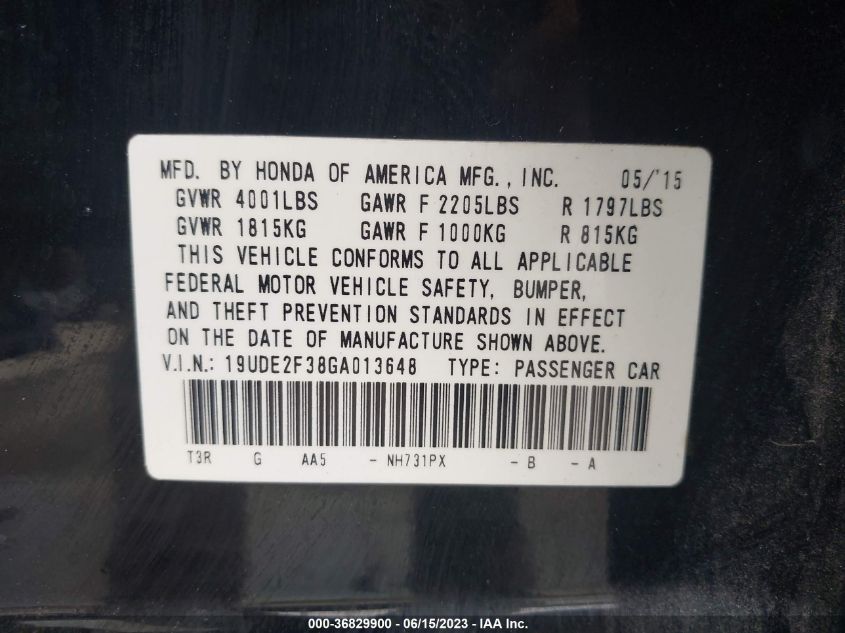 MFD. BY HONDA OF AMERICA MFG., INC. 05/'15
GVWR 4001LBS GAWR F 2205LBS R 1797LBS
GVWR 1815KG GAWR F 1000KG R 815KG
THIS VEHICLE CONFORMS TO ALL APPLICABLE
FEDERAL MOTOR VEHICLE SAFETY, BUMPER,
AND THEFT PREVENTION STANDARDS IN EFFECT
ON THE DATE OF MANUFACTURE SHOWN ABOVE.
V.I.N.: 19UDE2F38GA013648 TYPE: PASSENGER CAR
T3R G AA5 - NH731PX - B - A
000-36829900 - 06/15/2023 - IAA Inc.